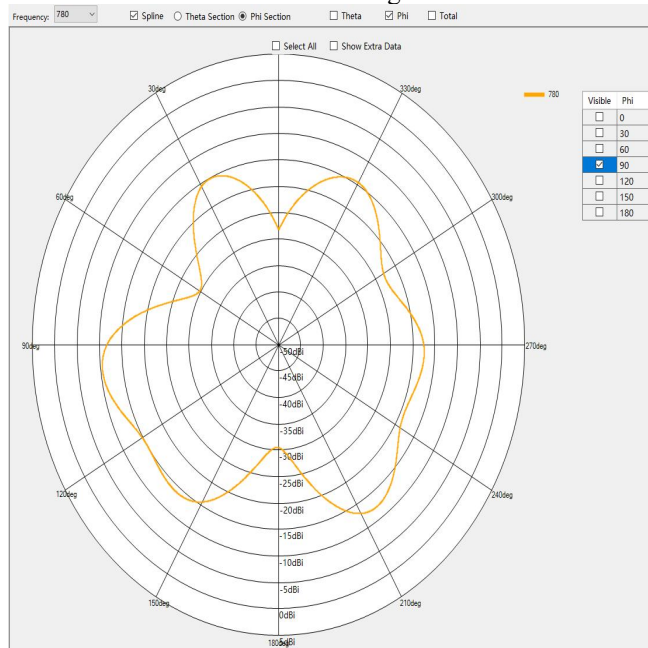 Frequency: 780 Spline Theta Section Phi Section Theta Phi Total
Select All Show Extra Data
30deg 330deg 780
Visible Phi
0
30
60
90
120
150
180
60deg 300deg
90deg 270deg
-50dBi
-45dBi
-40dBi
-35dBi
-30dBi
-25dBi
-20dBi
-15dBi
-10dBi
-5dBi
0dBi
5dBi
120deg 240deg
150deg 210deg